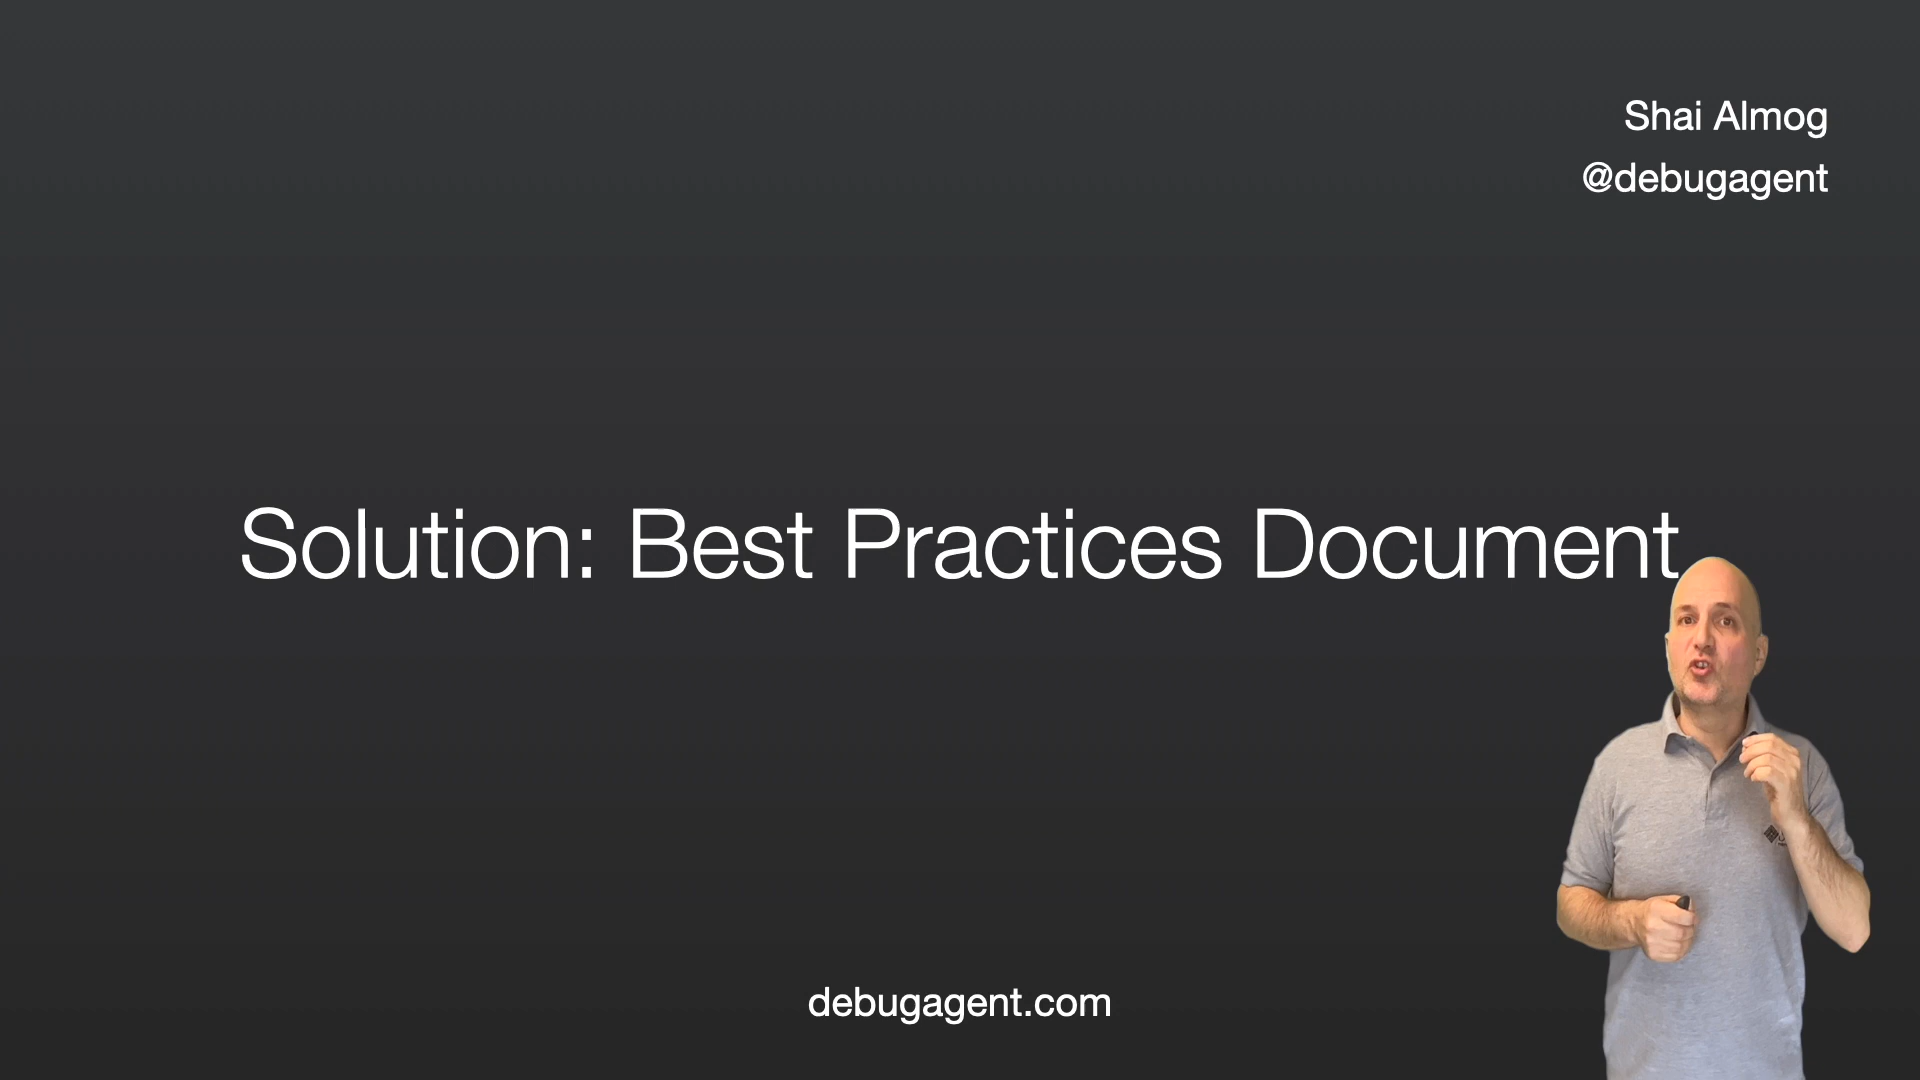 Shai Almog
@debugagent
Solution: Best Practices Document
debugagent.com